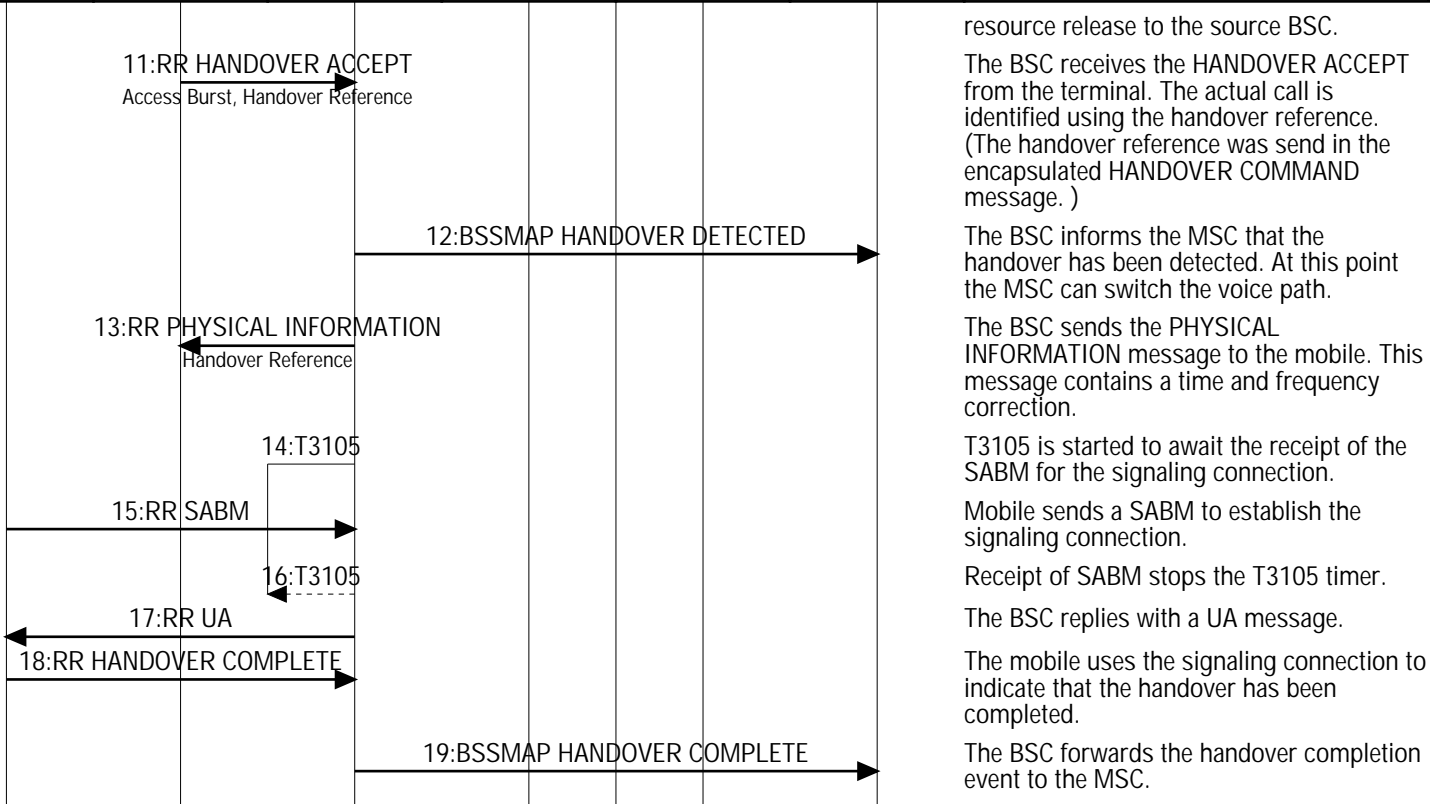 resource release to the source BSC.
11:RR HANDOVER ACCEPT
Access Burst, Handover Reference
The BSC receives the HANDOVER ACCEPT
from the terminal. The actual call is
identified using the handover reference.
(The handover reference was send in the
encapsulated HANDOVER COMMAND
message. )
12:BSSMAP HANDOVER DETECTED
The BSC informs the MSC that the
handover has been detected. At this point
the MSC can switch the voice path.
13:RR PHYSICAL INFORMATION
Handover Reference
The BSC sends the PHYSICAL
INFORMATION message to the mobile. This
message contains a time and frequency
correction.
14:T3105
T3105 is started to await the receipt of the
SABM for the signaling connection.
15:RR SABM
Mobile sends a SABM to establish the
signaling connection.
16:T3105
Receipt of SABM stops the T3105 timer.
17:RR UA
The BSC replies with a UA message.
18:RR HANDOVER COMPLETE
The mobile uses the signaling connection to
indicate that the handover has been
completed.
19:BSSMAP HANDOVER COMPLETE
The BSC forwards the handover completion
event to the MSC.